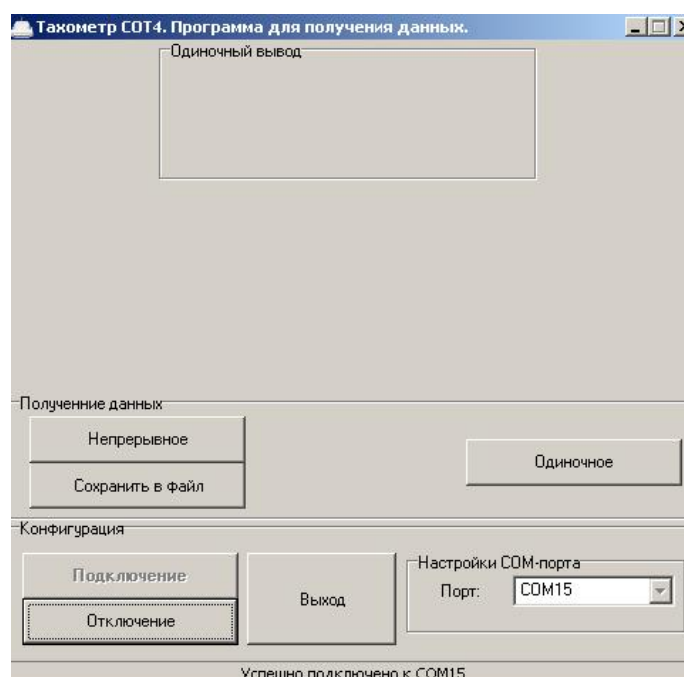 Тахометр СОТ4. Программа для получения данных.
Одиночный вывод
Полученние данных
Непрерывное
Сохранить в файл
Одиночное
Конфигурация
Подключение
Отключение
Выход
Настройки COM-порта
Порт:
COM15
Успешно подключено к COM15